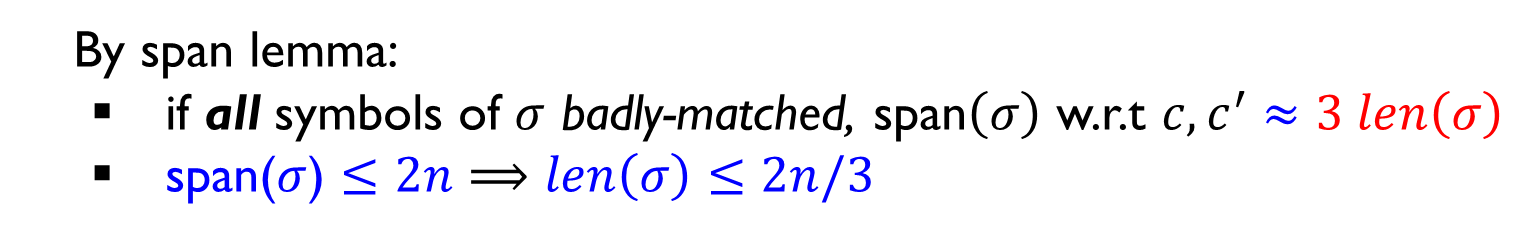 By span lemma:
▪ if all symbols of σ badly-matched, span(σ) w.r.t c, c′ ≈ 3 len(σ)
▪ span(σ) ≤ 2n ⟹ len(σ) ≤ 2n/3